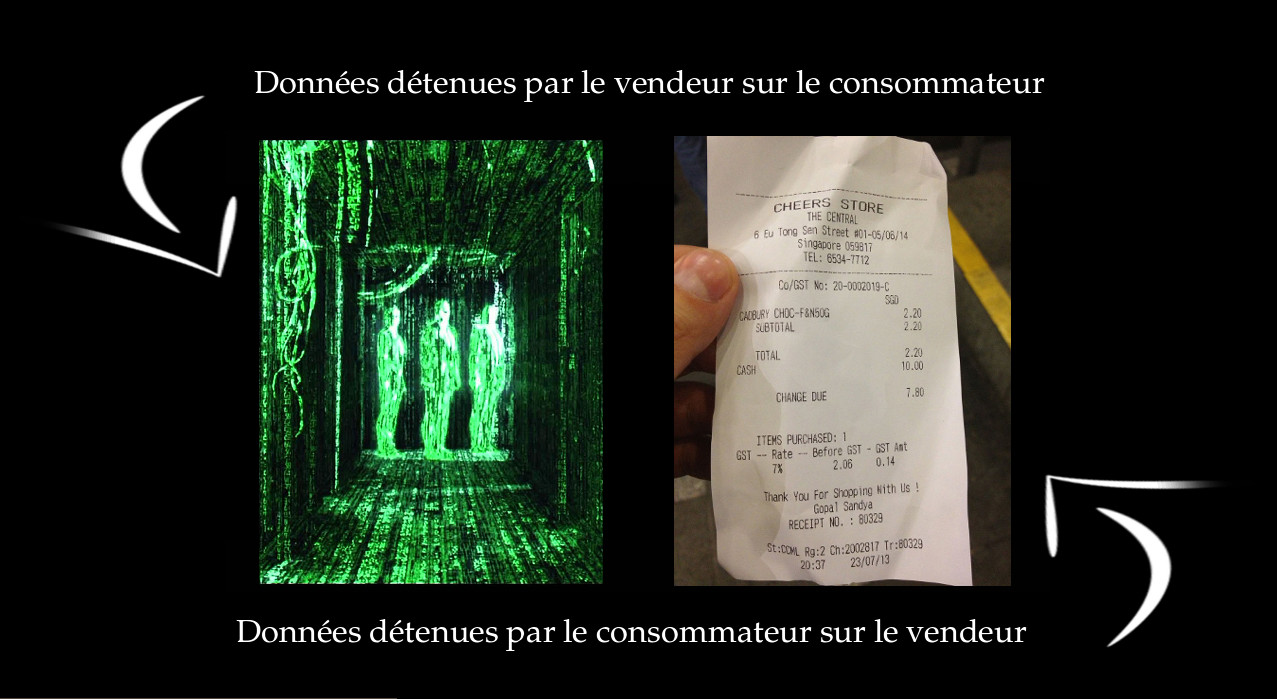 Données détenues par le vendeur sur le consommateur
CHEERS STORE
THE CENTRAL
6 Eu Tong Sen Street #01-05/06/14
Singapore 059817
TEL: 6534-7712
Co/GST No: 20-0002019-C
SGD
CADBURY CHOC-F&N50G 2.20
SUBTOTAL 2.20
TOTAL 2.20
CASH 10.00
CHANGE DUE 7.80
ITEMS PURCHASED: 1
GST -- Rate -- Before GST - GST Amt
7% 2.06 0.14
Thank You For Shopping With Us !
Gopal Sandya
RECEIPT NO. : 80329
St:CCML Rg:2 Ch:2002817 Tr:80329
20:37 23/07/13
Données détenues par le consommateur sur le vendeur